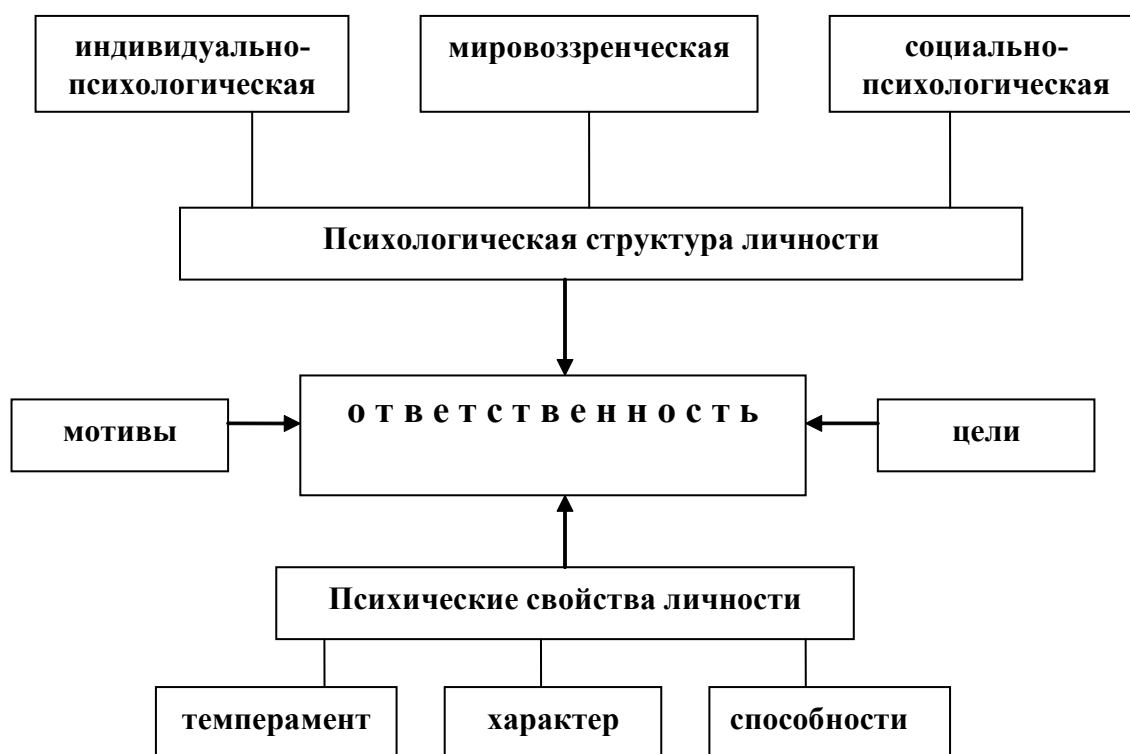 индивидуально-
психологическая
мировоззренческая
социально-
психологическая
Психологическая структура личности
о т в е т с т в е н н о с т ь
мотивы
цели
Психические свойства личности
темперамент
характер
способности